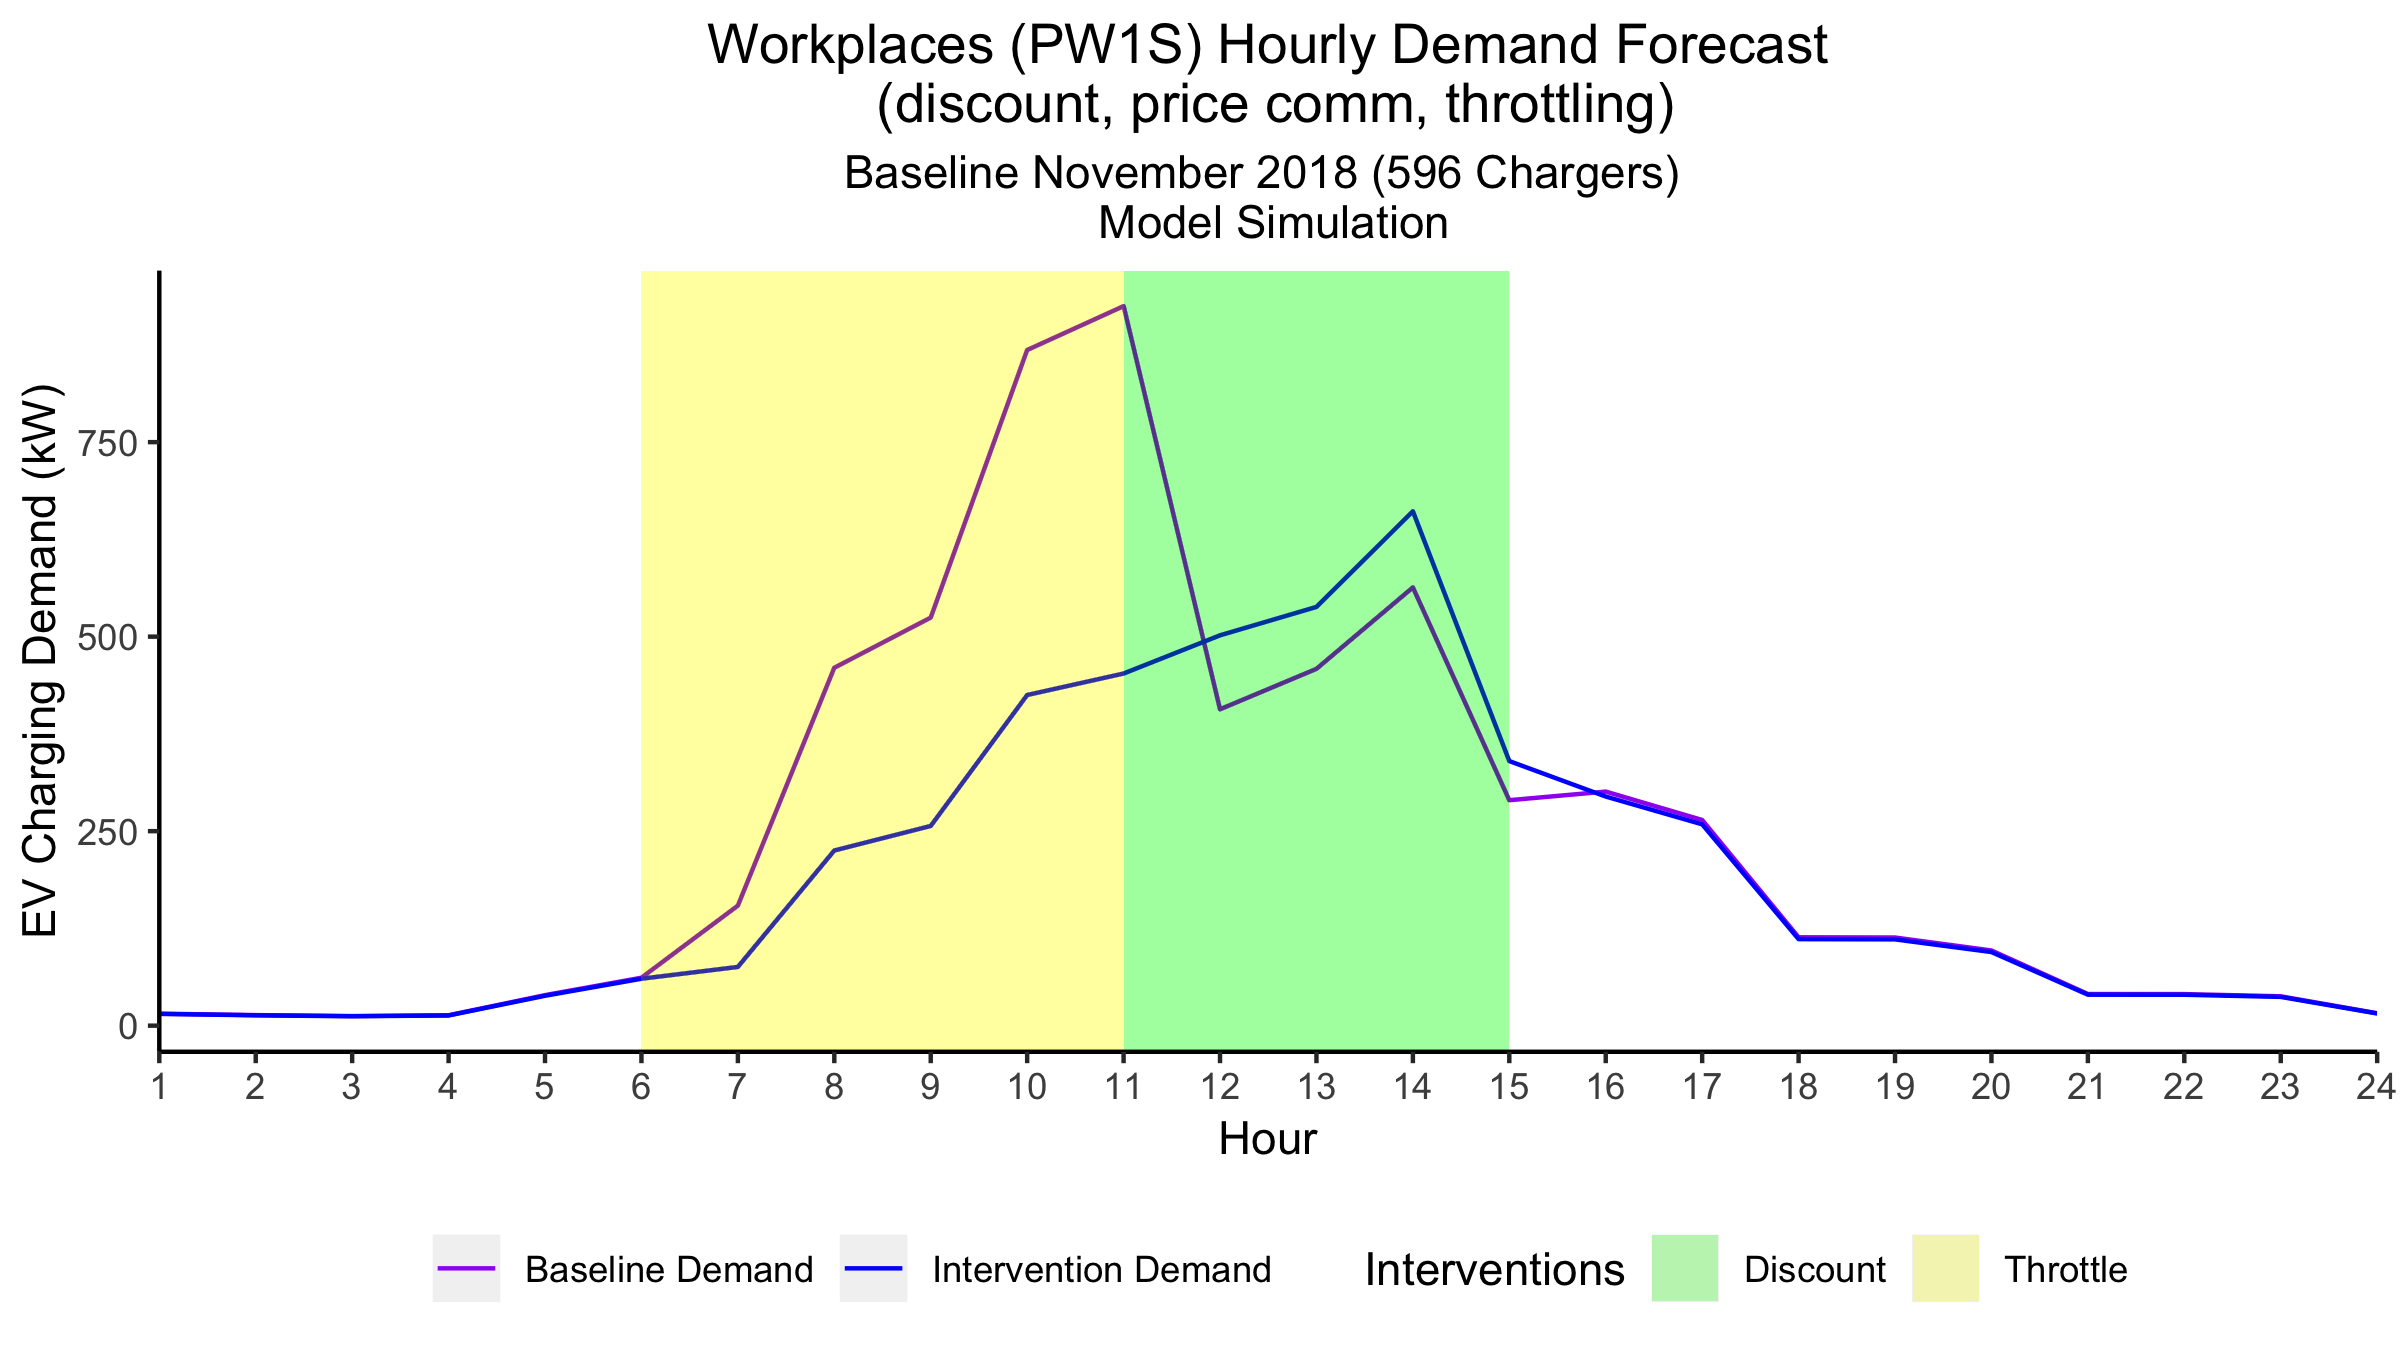 Workplaces (PW1S) Hourly Demand Forecast
(discount, price comm, throttling)
Baseline November 2018 (596 Chargers)
Model Simulation
EV Charging Demand (kW)
750
500
250
0
1 2 3 4 5 6 7 8 9 10 11 12 13 14 15 16 17 18 19 20 21 22 23 24
Hour
Baseline Demand Intervention Demand Interventions Discount Throttle